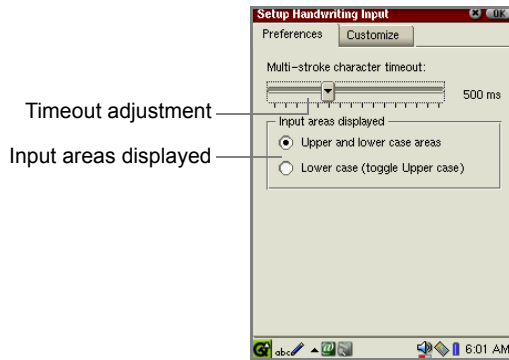 Setup Handwriting Input OK
Preferences Customize
Multi-stroke character timeout:
500 ms
Timeout adjustment
Input areas displayed
Upper and lower case areas
Input areas displayed
Lower case (toggle Upper case)
abc 6:01 AM